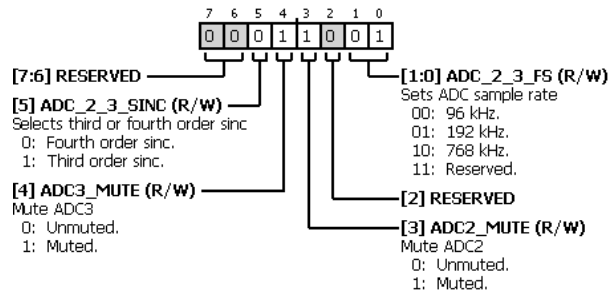 7 6 5 4 3 2 1 0
0 0 0 1 1 0 0 1
[7:6] RESERVED
[5] ADC_2_3_SINC (R/W)
Selects third or fourth order sinc
0: Fourth order sinc.
1: Third order sinc.
[4] ADC3_MUTE (R/W)
Mute ADC3
0: Unmuted.
1: Muted.
[1:0] ADC_2_3_FS (R/W)
Sets ADC sample rate
00: 96 kHz.
01: 192 kHz.
10: 768 kHz.
11: Reserved.
[2] RESERVED
[3] ADC2_MUTE (R/W)
Mute ADC2
0: Unmuted.
1: Muted.